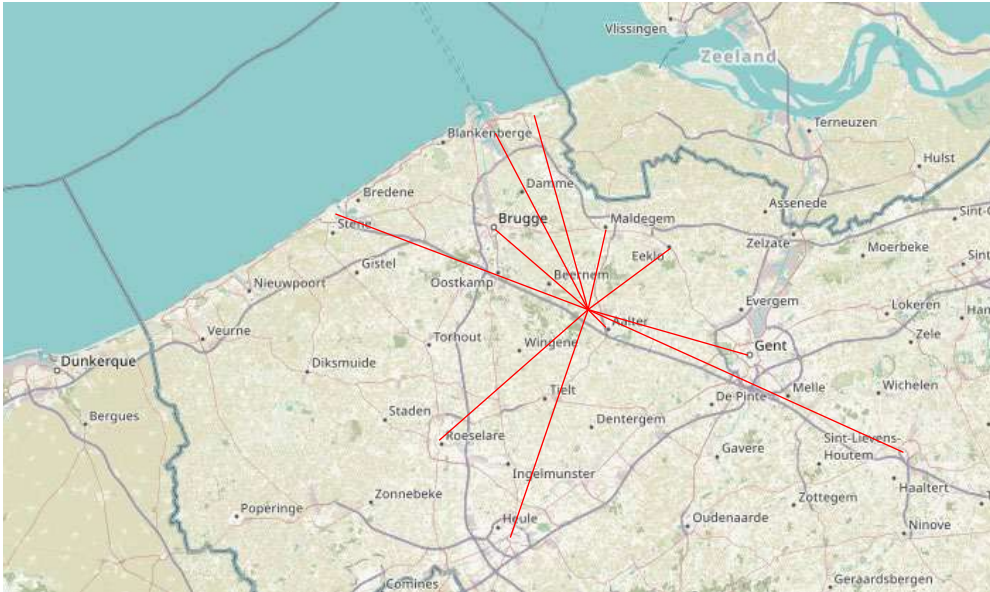 Vlissingen
Zeeland
Terneuzen
Blankenberge
Hulst
Damme
Bredene
Assenede
Brugge
Maldegem
Sint-
Stene
Zelzate
Moerbeke
Eeklo
Sint
Gistel
Beernem
Oostkamp
Nieuwpoort
Evergem
Lokeren
Ham
Aalter
Veurne
Torhout
Zele
Wingene
Gent
Dunkerque
Diksmuide
Wichelen
Melle
Tielt
De Pinte
Staden
Bergues
Dentergem
Roeselare
Sint-Lievens-
Houtem
Gavere
Ingelmunster
Haaltert
Zonnebeke
Zottegem
Poperinge
Heule
Oudenaarde
Ninove
Comines
Geraardsbergen